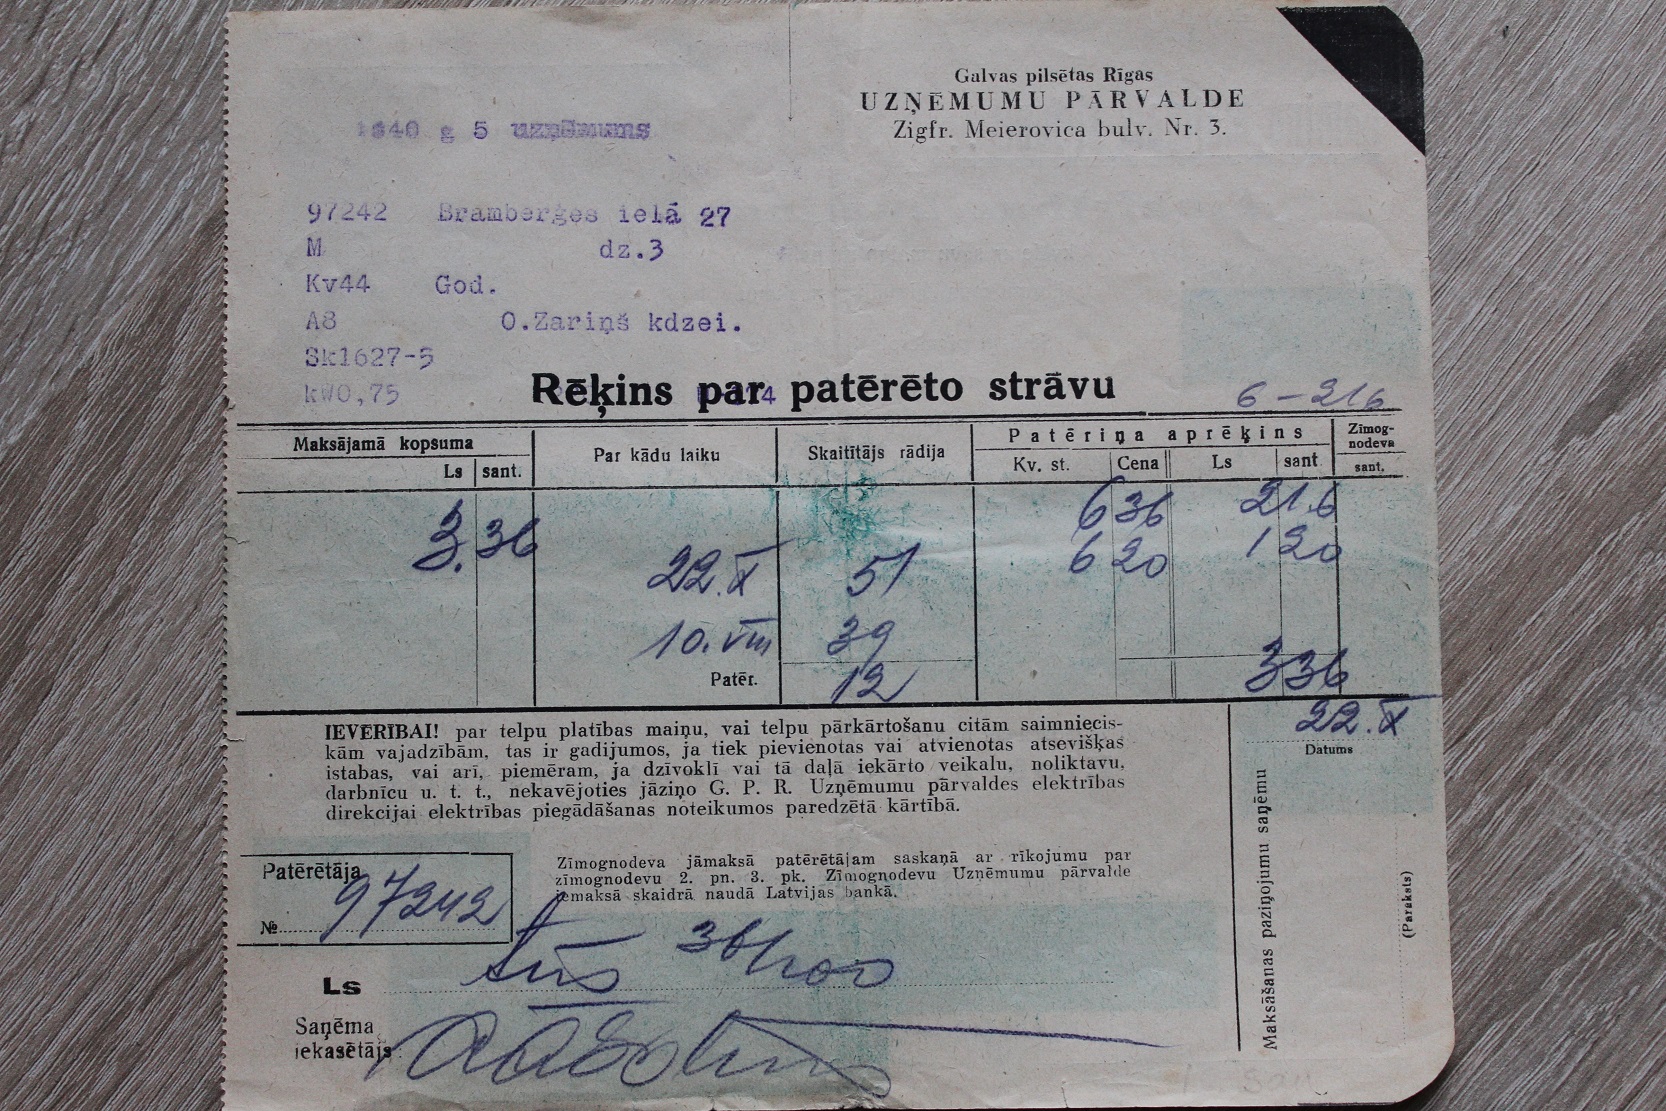 Galvas pilsētas Rīgas
UZŅĒMUMU PĀRVALDE
Zigfr. Meierovica bulv. Nr. 3.
1940 g 5 uzņēmums
97242 Bramberģes ielā 27
M dz.3
Kv44 God.
A8 O.Zariņš kdzei.
Sk1627-5
kW0,75
Rēķins par patērēto strāvu
6-216
Maksājamā kopsuma
Ls sant.
Par kādu laiku
Skaitītājs rādija
Patēriņa aprēķins
Kv. st. Cena Ls sant
Zīmog-
nodeva
sant.
6 36 2 16
3. 36 22.X 51 6 20 1 20
10.VIII 39
Patēr. 12 3 36
22.X
Datums
IEVĒRĪBAI! par telpu platības maiņu, vai telpu pārkārtošanu citām saimniecis-
kām vajadzībām, tas ir gadījumos, ja tiek pievienotas vai atvienotas atsevišķas
istabas, vai arī, piemēram, ja dzīvokli vai tā daļā iekārto veikalu, noliktavu,
darbnīcu u. t. t., nekavējoties jāziņo G. P. R. Uzņēmumu pārvaldes elektrības
direkcijai elektrības piegādāšanas noteikumos paredzētā kārtībā.
Patērētāja
№ 97242
Zīmognodeva jāmaksā patērētājam saskaņā ar rīkojumu par
zīmognodevu 2. pn. 3. pk. Zīmognodevu Uzņēmumu pārvalde
iemaksā skaidrā naudā Latvijas bankā.
Ls trīs 36/100
Saņēma
iekasētājs:
Maksāšanas paziņojumu saņēmu
(Paraksts)